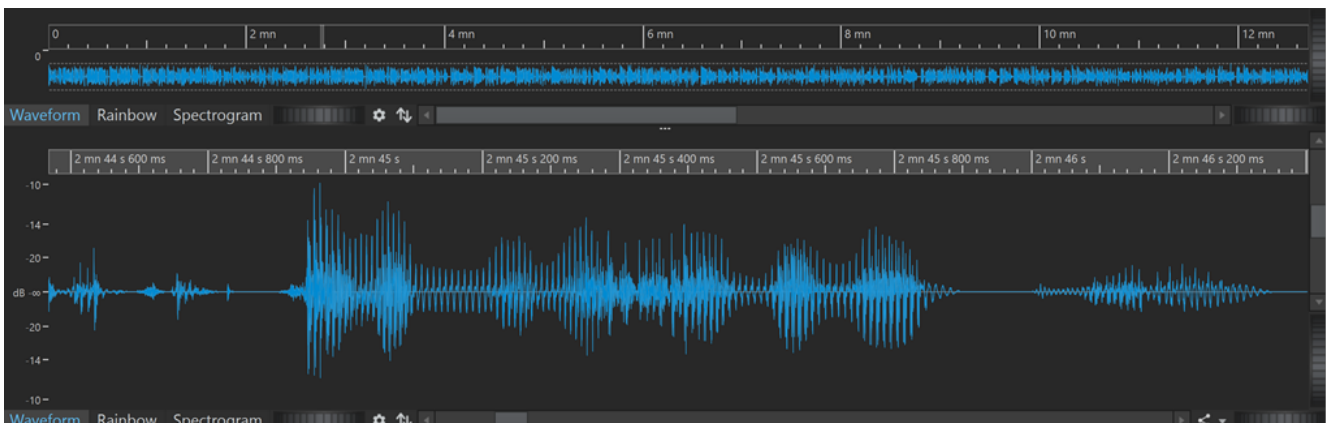 0 2 mn 4 mn 6 mn 8 mn 10 mn 12 mn
0
Waveform Rainbow Spectrogram
2 mn 44 s 600 ms 2 mn 44 s 800 ms 2 mn 45 s 2 mn 45 s 200 ms 2 mn 45 s 400 ms 2 mn 45 s 600 ms 2 mn 45 s 800 ms 2 mn 46 s 2 mn 46 s 200 ms
-10
-14
-20
dB -∞
-20
-14
-10
Waveform Rainbow Spectrogram